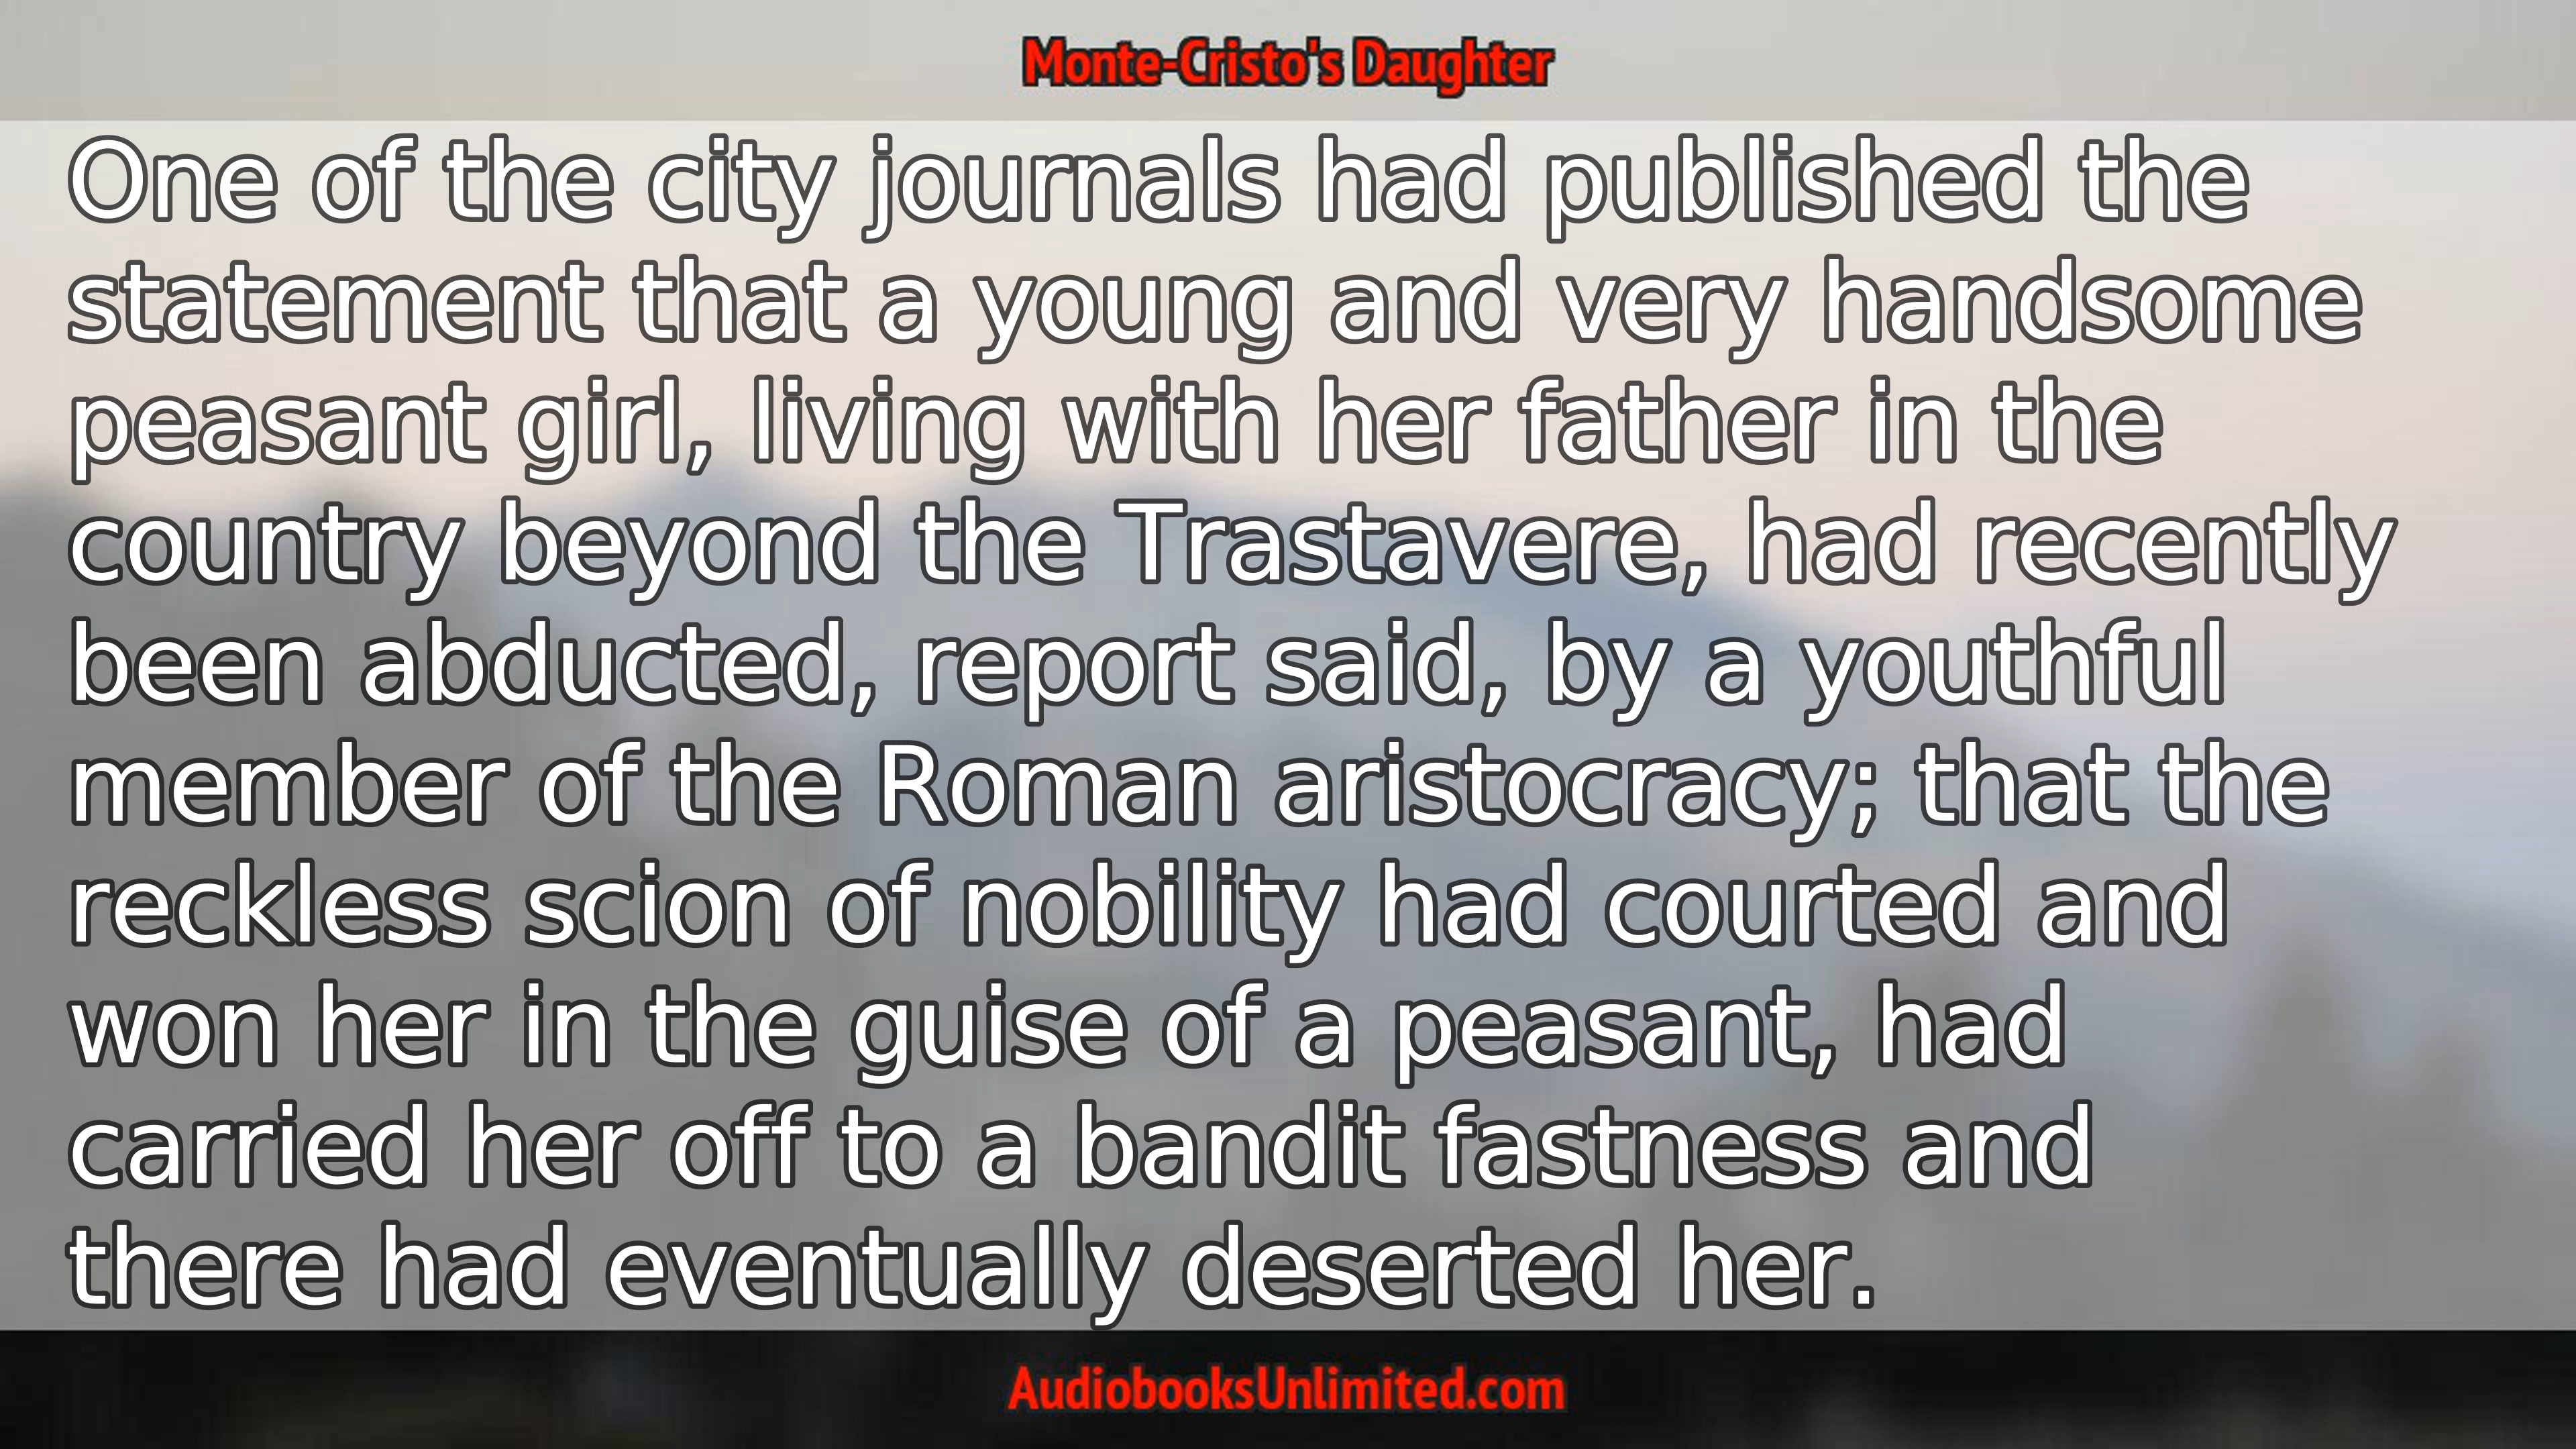 Monte-Cristo's Daughter
One of the city journals had published the
statement that a young and very handsome
peasant girl, living with her father in the
country beyond the Trastavere, had recently
been abducted, report said, by a youthful
member of the Roman aristocracy; that the
reckless scion of nobility had courted and
won her in the guise of a peasant, had
carried her off to a bandit fastness and
there had eventually deserted her.
AudiobooksUnlimited.com